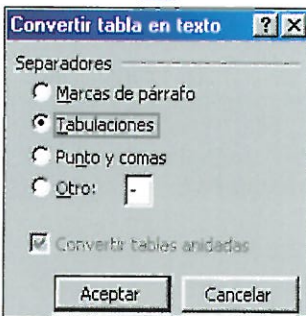 Convertir tabla en texto
Separadores
Marcas de párrafo
Tabulaciones
Punto y comas
Otro: -
Convertir tablas anidadas
Aceptar Cancelar